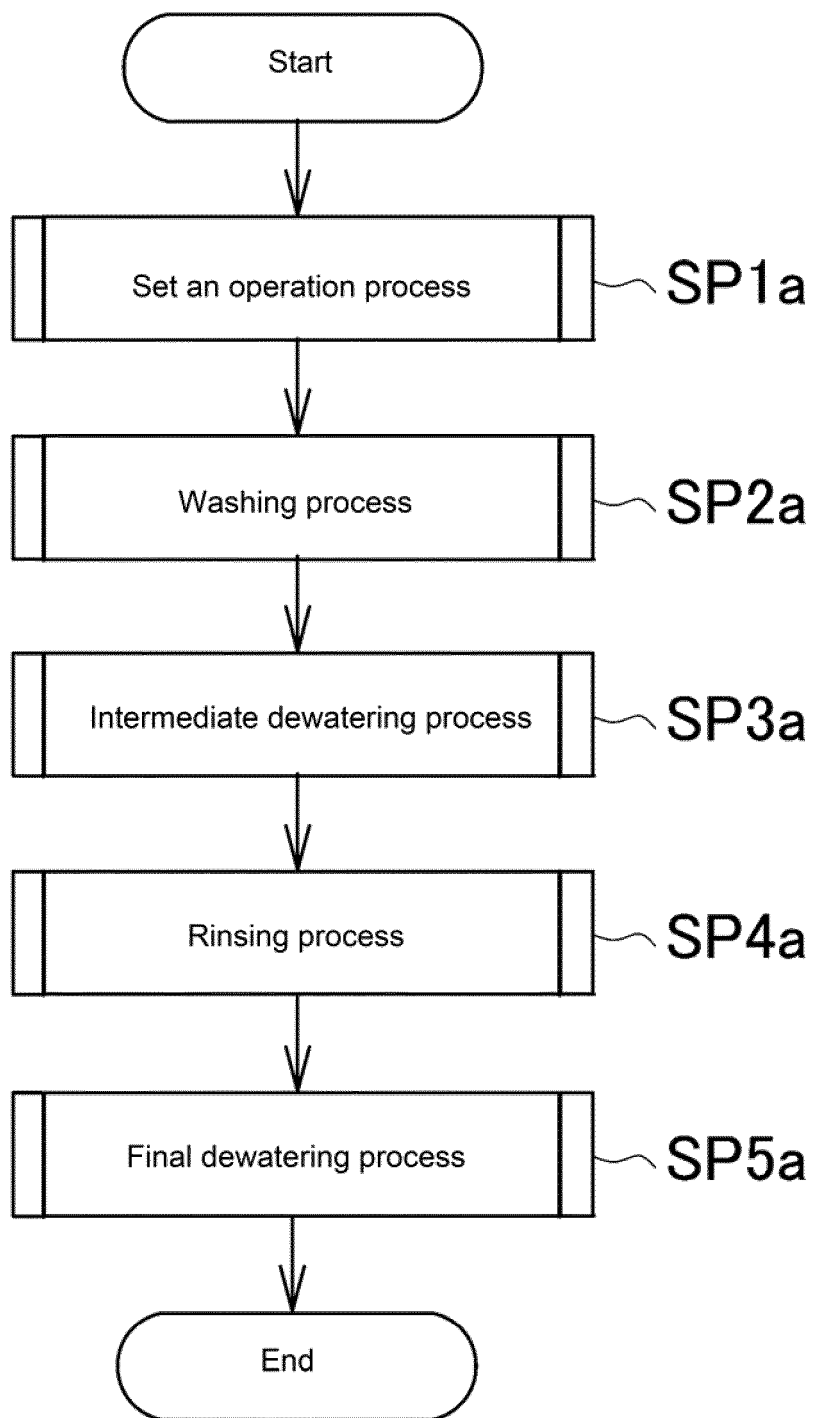 Start
Set an operation process
SP1a
Washing process
SP2a
Intermediate dewatering process
SP3a
Rinsing process
SP4a
Final dewatering process
SP5a
End